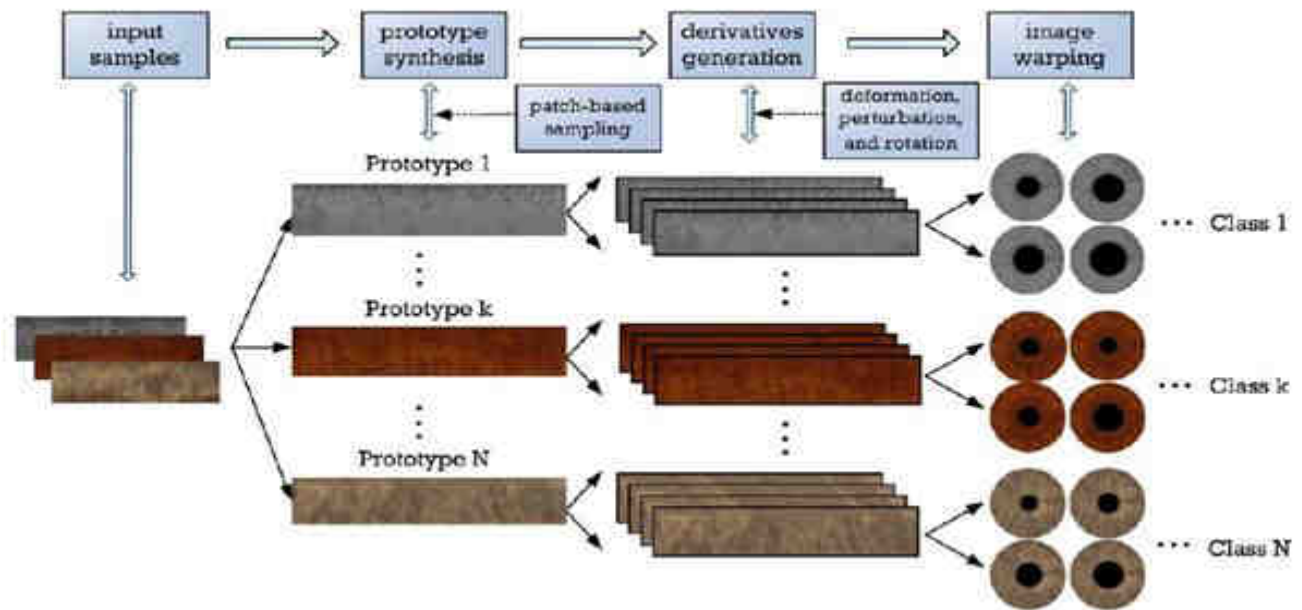 input
samples
prototype
synthesis
derivatives
generation
image
warping
patch-based
sampling
deformation,
perturbation,
and rotation
Prototype 1
... Class 1
Prototype k
... Class k
Prototype N
... Class N